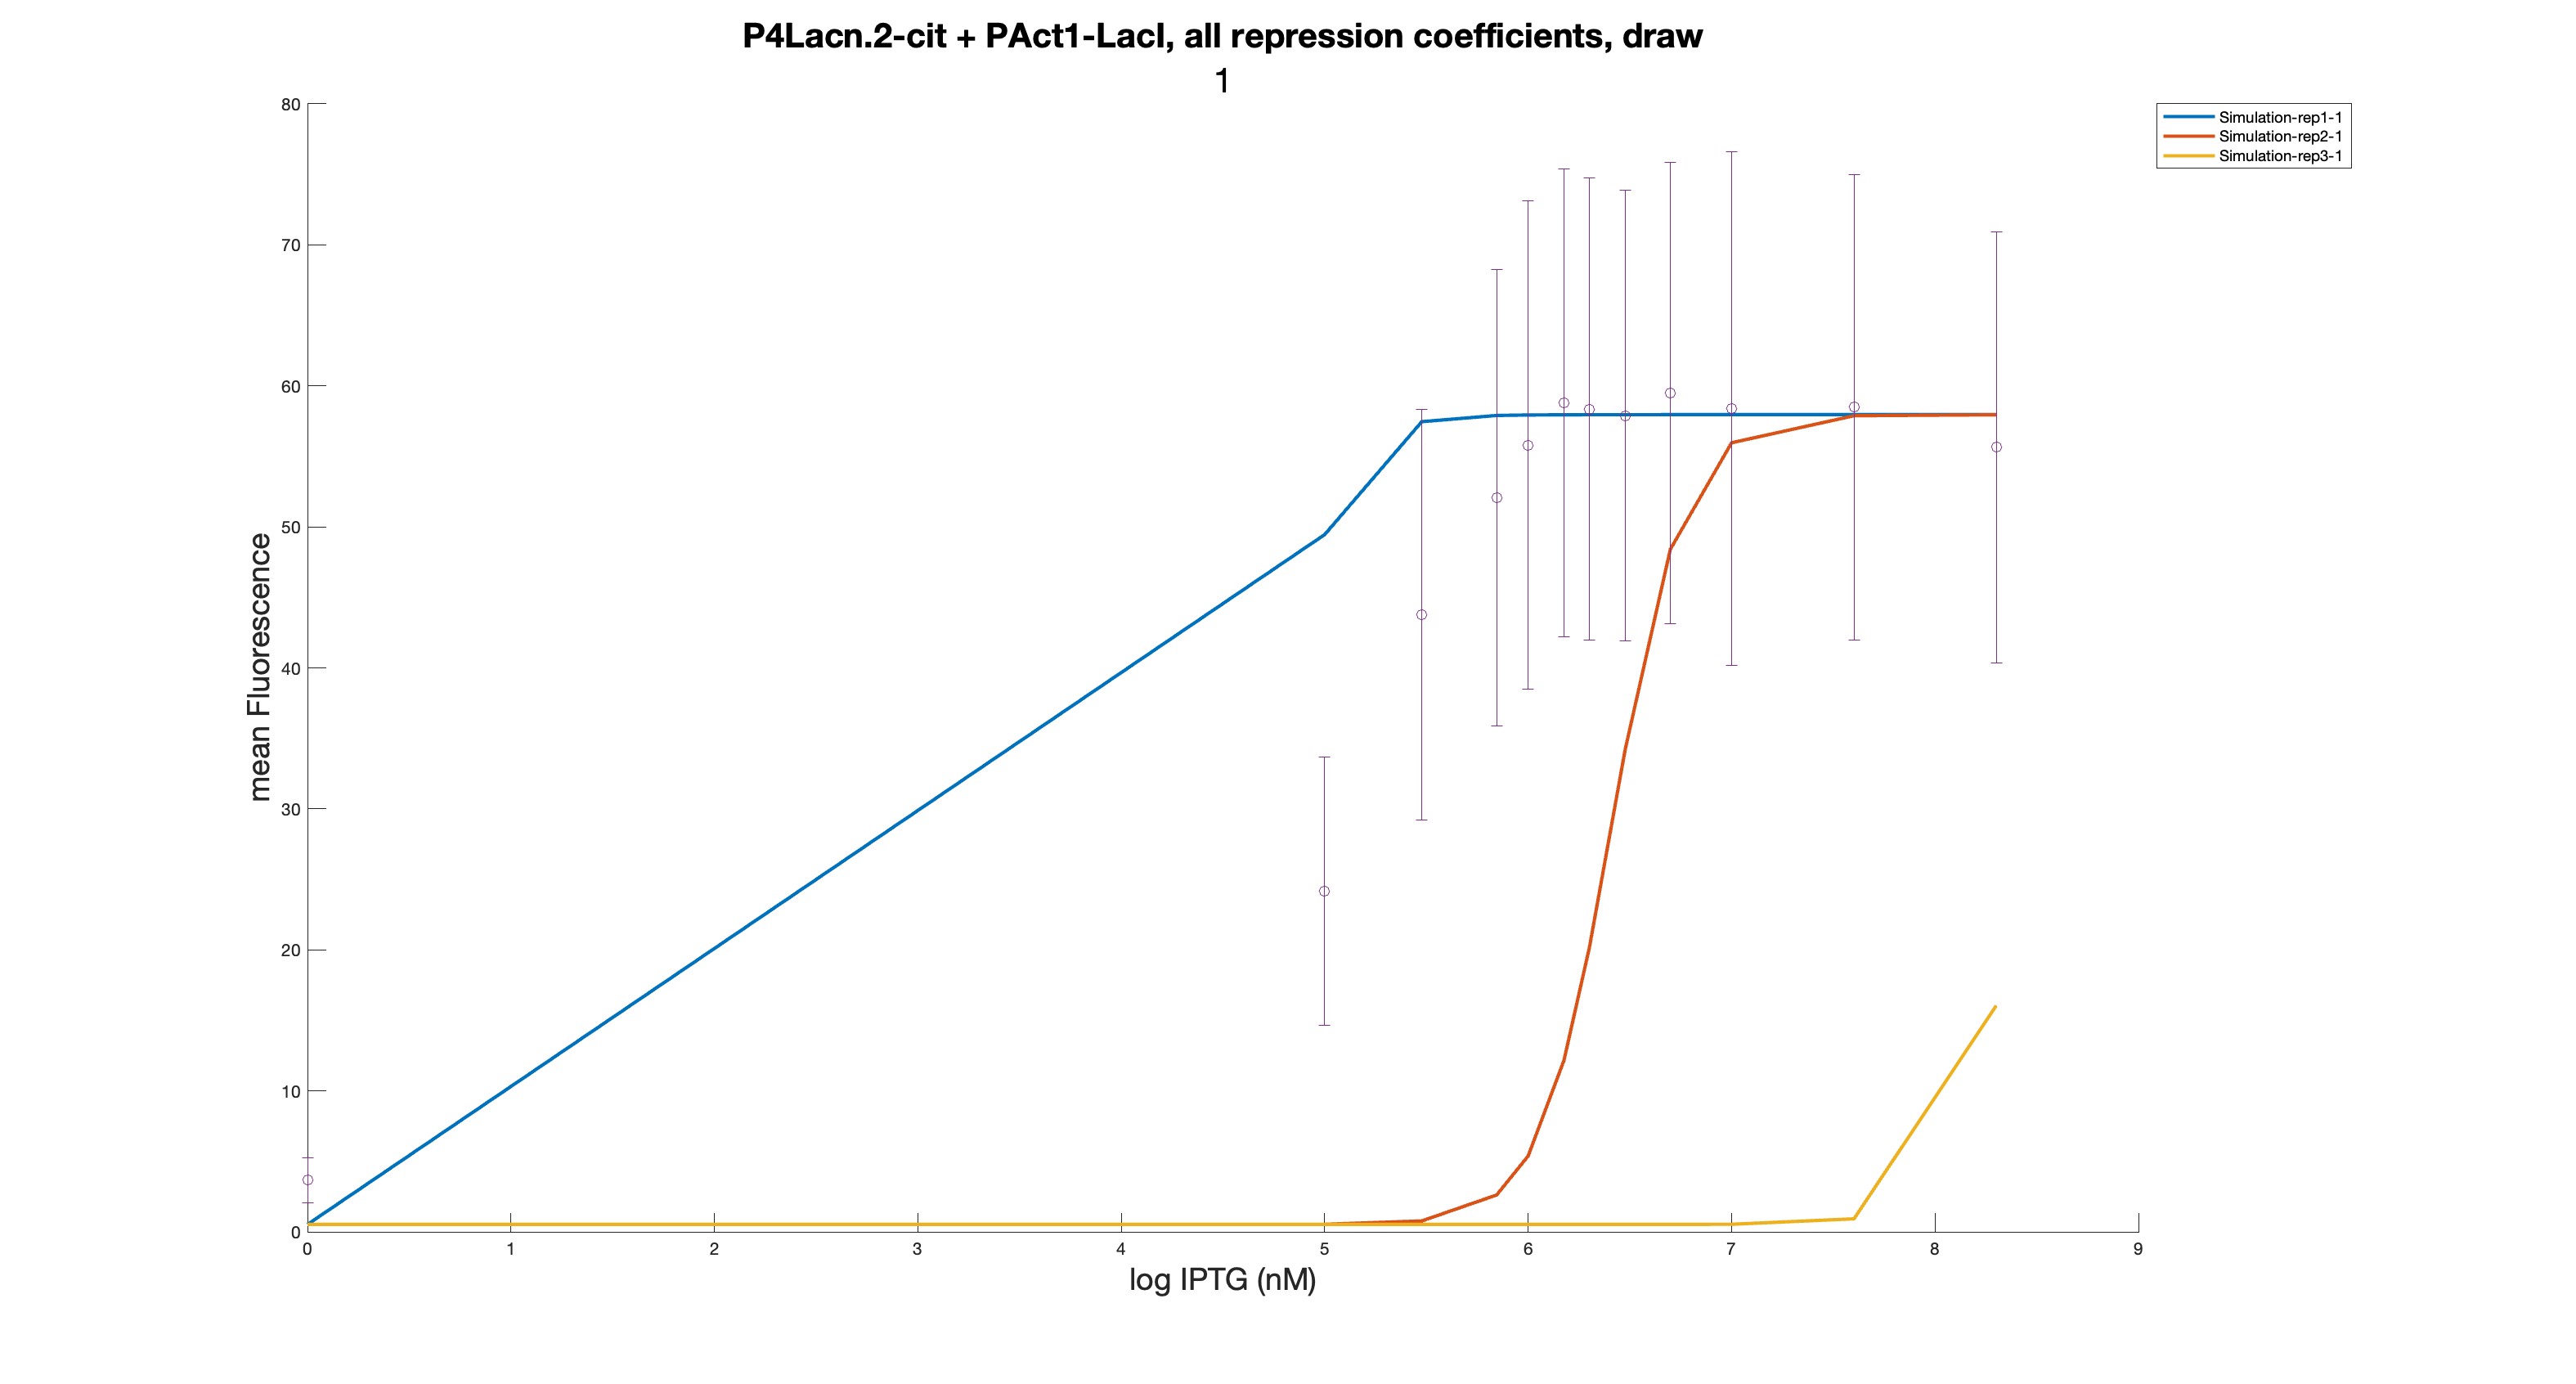 P4Lacn.2-cit + PAct1-LacI, all repression coefficients, draw
1
80
70
60
50
40
30
20
10
0
mean Fluorescence
0 1 2 3 4 5 6 7 8 9
log IPTG (nM)
Simulation-rep1-1
Simulation-rep2-1
Simulation-rep3-1